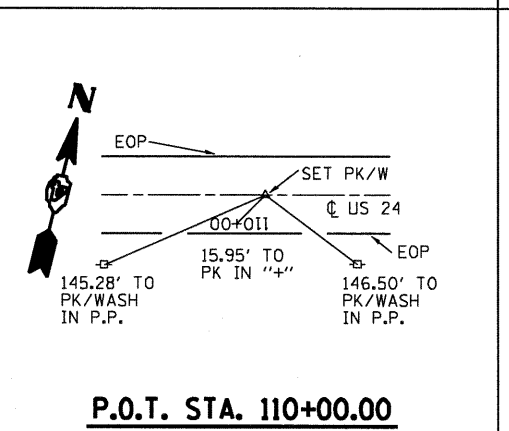 N
EOP
SET PK/W
℄ US 24
110+00
EOP
15.95' TO
PK IN "+"
145.28' TO
PK/WASH
IN P.P.
146.50' TO
PK/WASH
IN P.P.
P.O.T. STA. 110+00.00